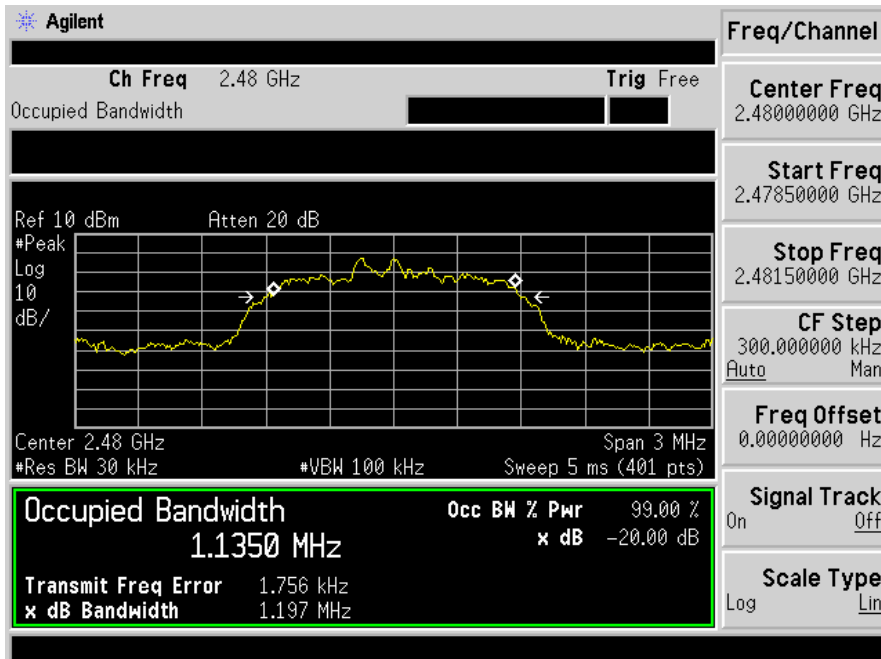 Agilent
Ch Freq 2.48 GHz Trig Free
Occupied Bandwidth
Ref 10 dBm Atten 20 dB
#Peak
Log
10
dB/
Center 2.48 GHz Span 3 MHz
#Res BW 30 kHz #VBW 100 kHz Sweep 5 ms (401 pts)
Occupied Bandwidth
1.1350 MHz
Occ BW % Pwr 99.00 %
x dB -20.00 dB
Transmit Freq Error 1.756 kHz
x dB Bandwidth 1.197 MHz
Freq/Channel
Center Freq
2.48000000 GHz
Start Freq
2.47850000 GHz
Stop Freq
2.48150000 GHz
CF Step
300.000000 kHz
Auto Man
Freq Offset
0.00000000 Hz
Signal Track
On Off
Scale Type
Log Lin